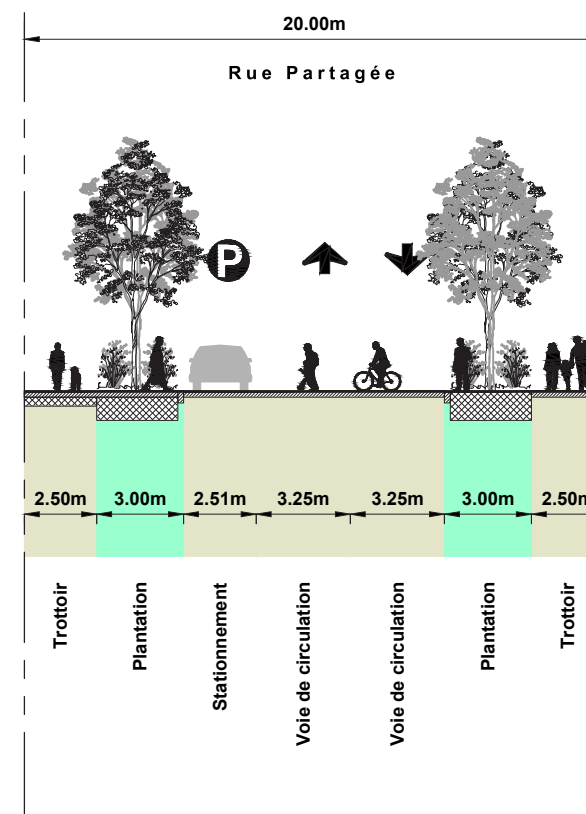 20.00m
Rue Partagée
P
2.50m 3.00m 2.51m 3.25m 3.25m 3.00m 2.50m
Trottoir
Plantation
Stationnement
Voie de circulation
Voie de circulation
Plantation
Trottoir